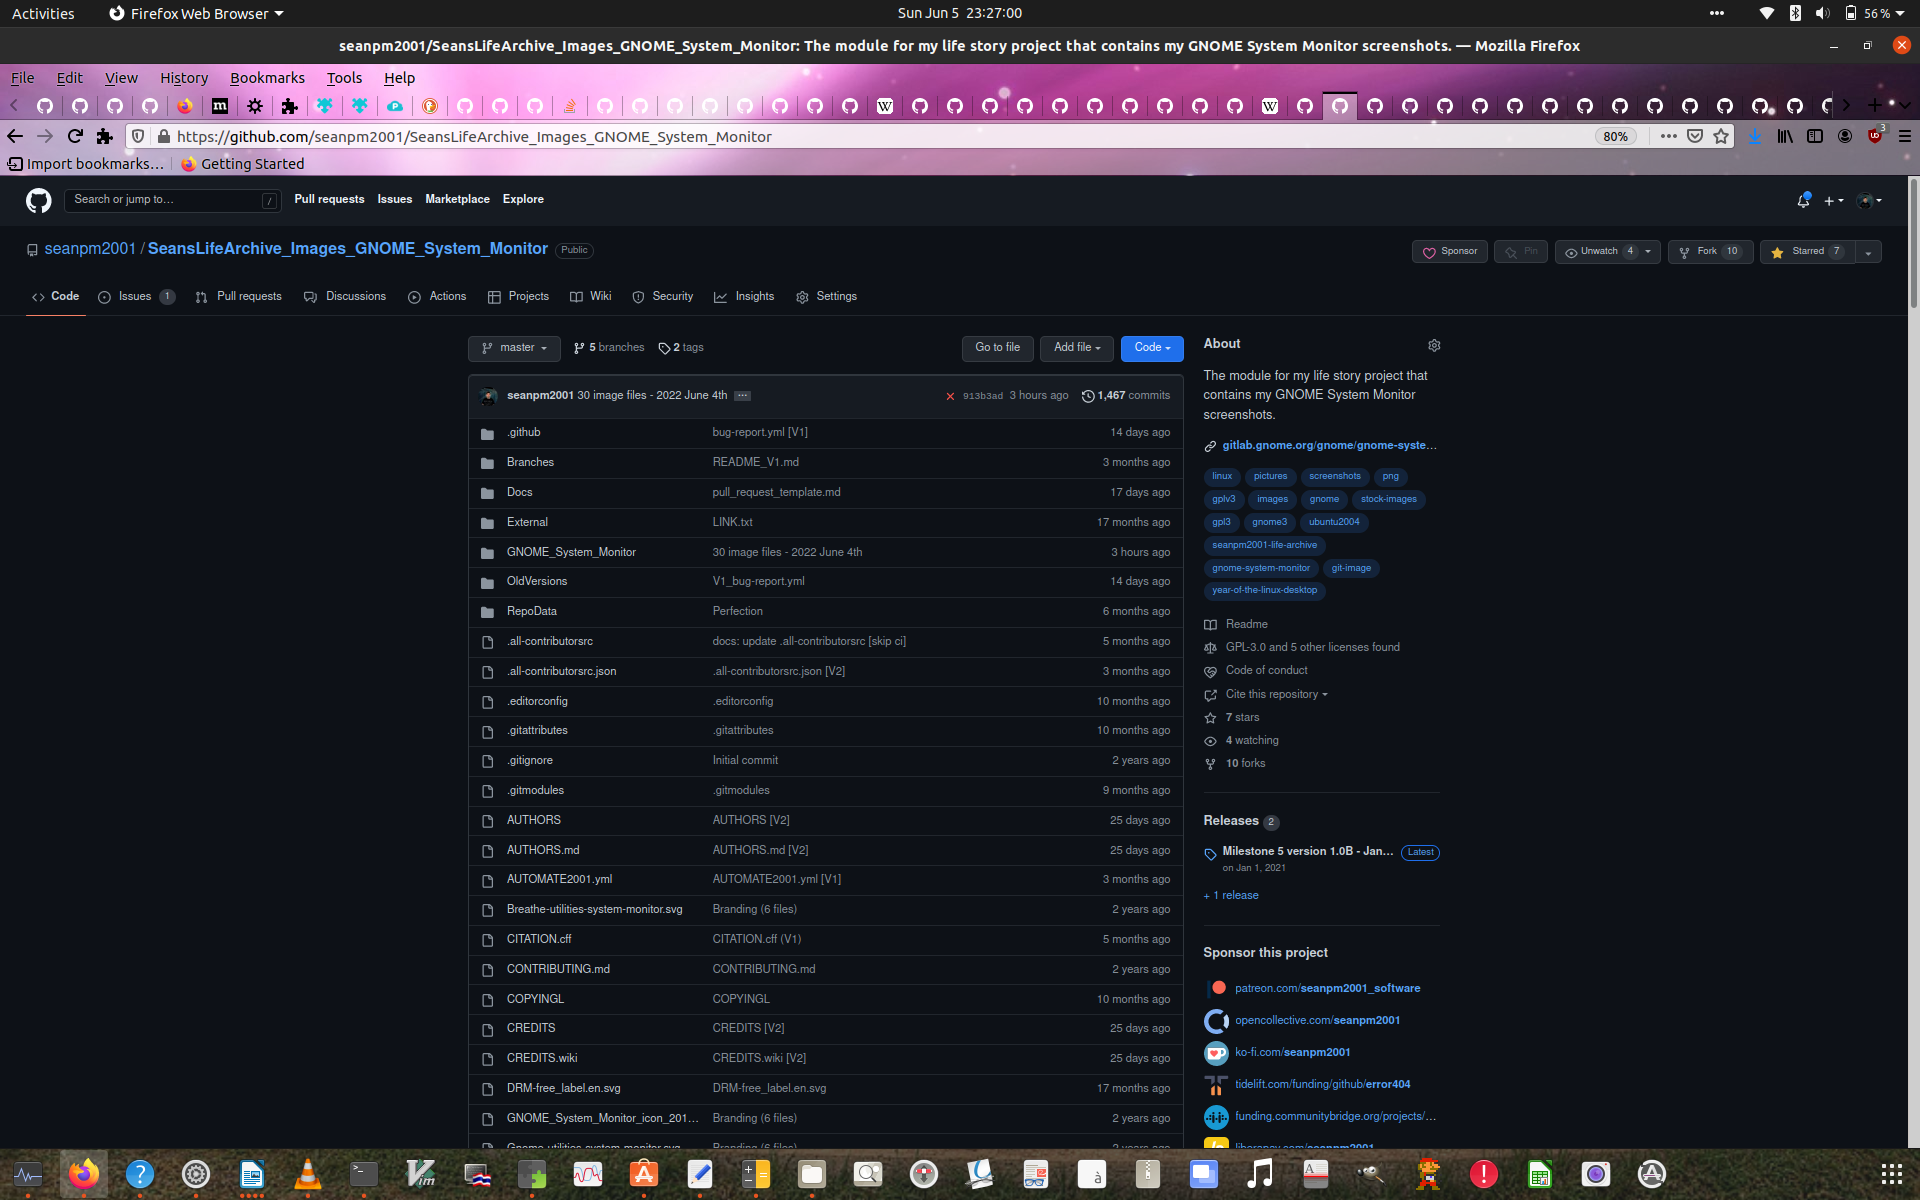 Activities
Firefox Web Browser
Sun Jun 5 23:27:00
56 %
seanpm2001/SeansLifeArchive_Images_GNOME_System_Monitor: The module for my life story project that contains my GNOME System Monitor screenshots. — Mozilla Firefox
File Edit View History Bookmarks Tools Help
https://github.com/seanpm2001/SeansLifeArchive_Images_GNOME_System_Monitor
80%
3
Import bookmarks…
Getting Started
Search or jump to…
/
Pull requests Issues Marketplace Explore
seanpm2001 / SeansLifeArchive_Images_GNOME_System_Monitor Public
Sponsor
Pin
Unwatch 4
Fork 10
Starred 7
Code
Issues 1
Pull requests
Discussions
Actions
Projects
Wiki
Security
Insights
Settings
master
5 branches
2 tags
Go to file
Add file
Code
seanpm2001 30 image files - 2022 June 4th
913b3ad 3 hours ago
1,467 commits
.github bug-report.yml [V1] 14 days ago
Branches README_V1.md 3 months ago
Docs pull_request_template.md 17 days ago
External LINK.txt 17 months ago
GNOME_System_Monitor 30 image files - 2022 June 4th 3 hours ago
OldVersions V1_bug-report.yml 14 days ago
RepoData Perfection 6 months ago
.all-contributorsrc docs: update .all-contributorsrc [skip ci] 5 months ago
.all-contributorsrc.json .all-contributorsrc.json [V2] 3 months ago
.editorconfig .editorconfig 10 months ago
.gitattributes .gitattributes 10 months ago
.gitignore Initial commit 2 years ago
.gitmodules .gitmodules 9 months ago
AUTHORS AUTHORS [V2] 25 days ago
AUTHORS.md AUTHORS.md [V2] 25 days ago
AUTOMATE2001.yml AUTOMATE2001.yml [V1] 3 months ago
Breathe-utilities-system-monitor.svg Branding (6 files) 2 years ago
CITATION.cff CITATION.cff (V1) 5 months ago
CONTRIBUTING.md CONTRIBUTING.md 2 years ago
COPYINGL COPYINGL 10 months ago
CREDITS CREDITS [V2] 25 days ago
CREDITS.wiki CREDITS.wiki [V2] 25 days ago
DRM-free_label.en.svg DRM-free_label.en.svg 17 months ago
GNOME_System_Monitor_icon_201… Branding (6 files) 2 years ago
Gnome-utilities-system-monitor.svg Branding (6 files) 2 years ago
About
The module for my life story project that
contains my GNOME System Monitor
screenshots.
gitlab.gnome.org/gnome/gnome-syste…
linux pictures screenshots png
gplv3 images gnome stock-images
gpl3 gnome3 ubuntu2004
seanpm2001-life-archive
gnome-system-monitor git-image
year-of-the-linux-desktop
Readme
GPL-3.0 and 5 other licenses found
Code of conduct
Cite this repository
7 stars
4 watching
10 forks
Releases 2
Milestone 5 version 1.0B - Jan… Latest
on Jan 1, 2021
+ 1 release
Sponsor this project
patreon.com/seanpm2001_software
opencollective.com/seanpm2001
ko-fi.com/seanpm2001
tidelift.com/funding/github/error404
funding.communitybridge.org/projects/…
liberapay.com/seanpm2001